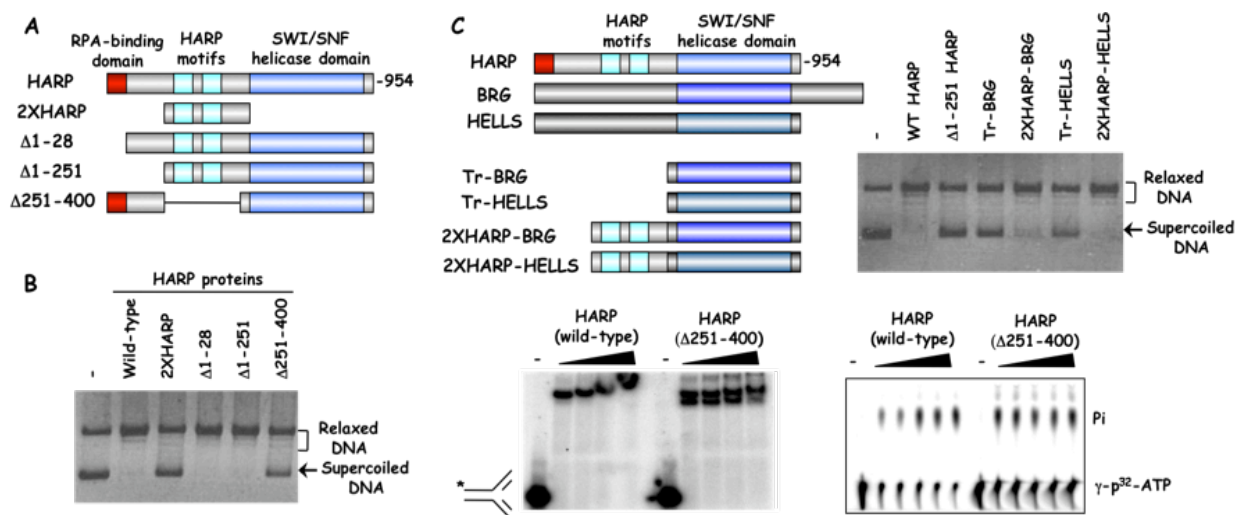 A
RPA-binding domain
HARP motifs
SWI/SNF helicase domain
HARP
-954
2XHARP
Δ1-28
Δ1-251
Δ251-400
B
HARP proteins
-
Wild-type
2XHARP
Δ1-28
Δ1-251
Δ251-400
Relaxed DNA
Supercoiled DNA
C
HARP motifs
SWI/SNF helicase domain
HARP
-954
BRG
HELLS
Tr-BRG
Tr-HELLS
2XHARP-BRG
2XHARP-HELLS
-
WT HARP
Δ1-251 HARP
Tr-BRG
2XHARP-BRG
Tr-HELLS
2XHARP-HELLS
Relaxed DNA
Supercoiled DNA
HARP (wild-type)
HARP (Δ251-400)
-
-
*
HARP (wild-type)
HARP (Δ251-400)
-
-
Pi
γ-p³²-ATP